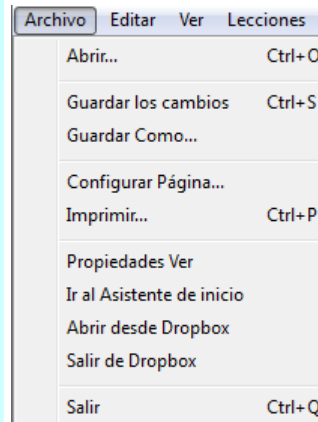 Archivo Editar Ver Lecciones
Abrir... Ctrl+O
Guardar los cambios Ctrl+S
Guardar Como...
Configurar Página...
Imprimir... Ctrl+P
Propiedades Ver
Ir al Asistente de inicio
Abrir desde Dropbox
Salir de Dropbox
Salir Ctrl+Q